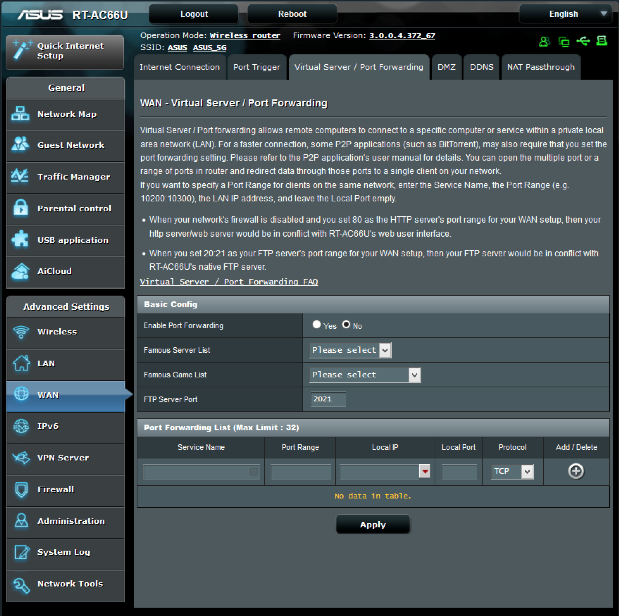 ASUS RT-AC66U
Logout
Reboot
English
Operation Mode: Wireless router Firmware Version: 3.0.0.4.372_67
SSID: ASUS ASUS_5G
Quick Internet
Setup
General
Network Map
Guest Network
Traffic Manager
Parental control
USB application
AiCloud
Advanced Settings
Wireless
LAN
WAN
IPv6
VPN Server
Firewall
Administration
System Log
Network Tools
Internet Connection
Port Trigger
Virtual Server / Port Forwarding
DMZ
DDNS
NAT Passthrough
WAN - Virtual Server / Port Forwarding
Virtual Server / Port forwarding allows remote computers to connect to a specific computer or service within a private local
area network (LAN). For a faster connection, some P2P applications (such as BitTorrent), may also require that you set the
port forwarding setting. Please refer to the P2P application's user manual for details. You can open the multiple port or a
range of ports in router and redirect data through those ports to a single client on your network.
If you want to specify a Port Range for clients on the same network, enter the Service Name, the Port Range (e.g.
10200:10300), the LAN IP address, and leave the Local Port empty.
• When your network's firewall is disabled and you set 80 as the HTTP server's port range for your WAN setup, then your
http server/web server would be in conflict with RT-AC66U's web user interface.
• When you set 20:21 as your FTP server's port range for your WAN setup, then your FTP server would be in conflict with
RT-AC66U's native FTP server.
Virtual Server / Port Forwarding FAQ
Basic Config
Enable Port Forwarding Yes No
Famous Server List Please select
Famous Game List Please select
FTP Server Port 2021
Port Forwarding List (Max Limit : 32)
Service Name Port Range Local IP Local Port Protocol Add / Delete
TCP
No data in table.
Apply